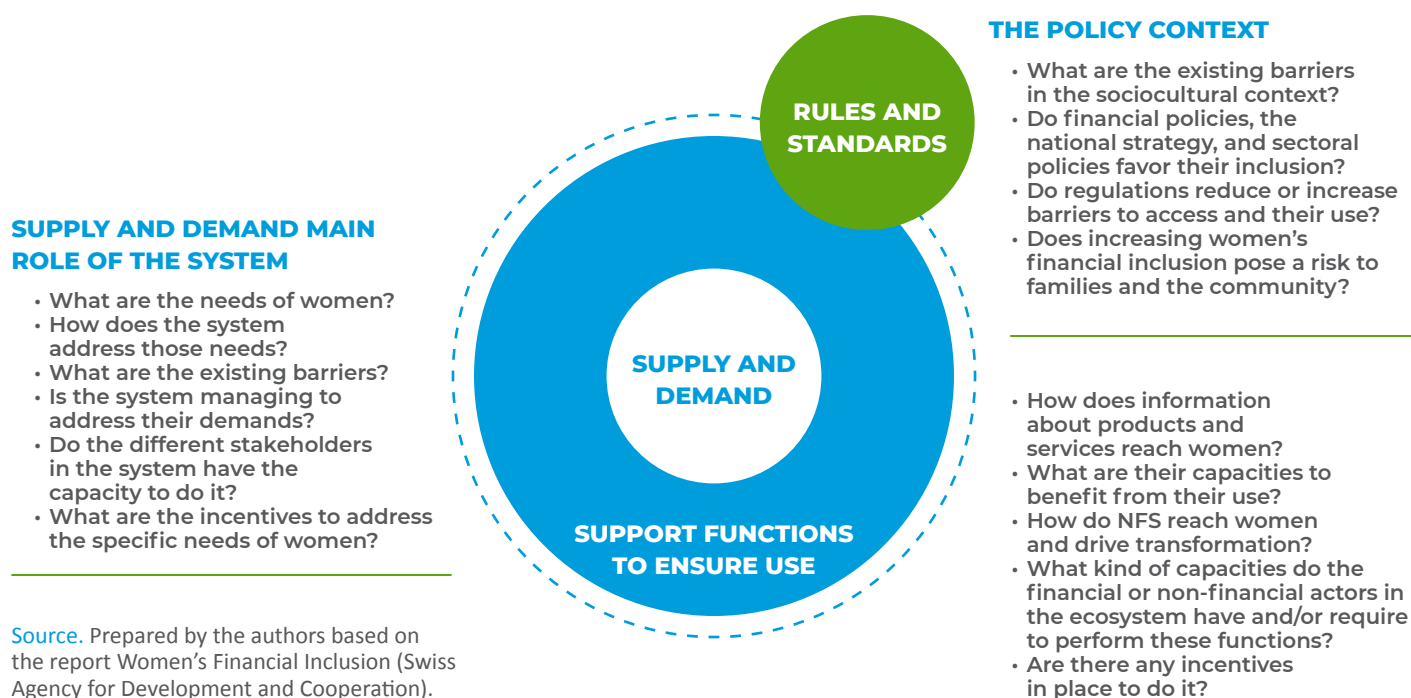 SUPPLY AND DEMAND MAIN
ROLE OF THE SYSTEM
• What are the needs of women?
• How does the system
address those needs?
• What are the existing barriers?
• Is the system managing to
address their demands?
• Do the different stakeholders
in the system have the
capacity to do it?
• What are the incentives to address
the specific needs of women?
Source. Prepared by the authors based on
the report Women’s Financial Inclusion (Swiss
Agency for Development and Cooperation).
RULES AND
STANDARDS
SUPPLY AND
DEMAND
SUPPORT FUNCTIONS
TO ENSURE USE
THE POLICY CONTEXT
• What are the existing barriers
in the sociocultural context?
• Do financial policies, the
national strategy, and sectoral
policies favor their inclusion?
• Do regulations reduce or increase
barriers to access and their use?
• Does increasing women’s
financial inclusion pose a risk to
families and the community?
• How does information
about products and
services reach women?
• What are their capacities to
benefit from their use?
• How do NFS reach women
and drive transformation?
• What kind of capacities do the
financial or non-financial actors in
the ecosystem have and/or require
to perform these functions?
• Are there any incentives
in place to do it?